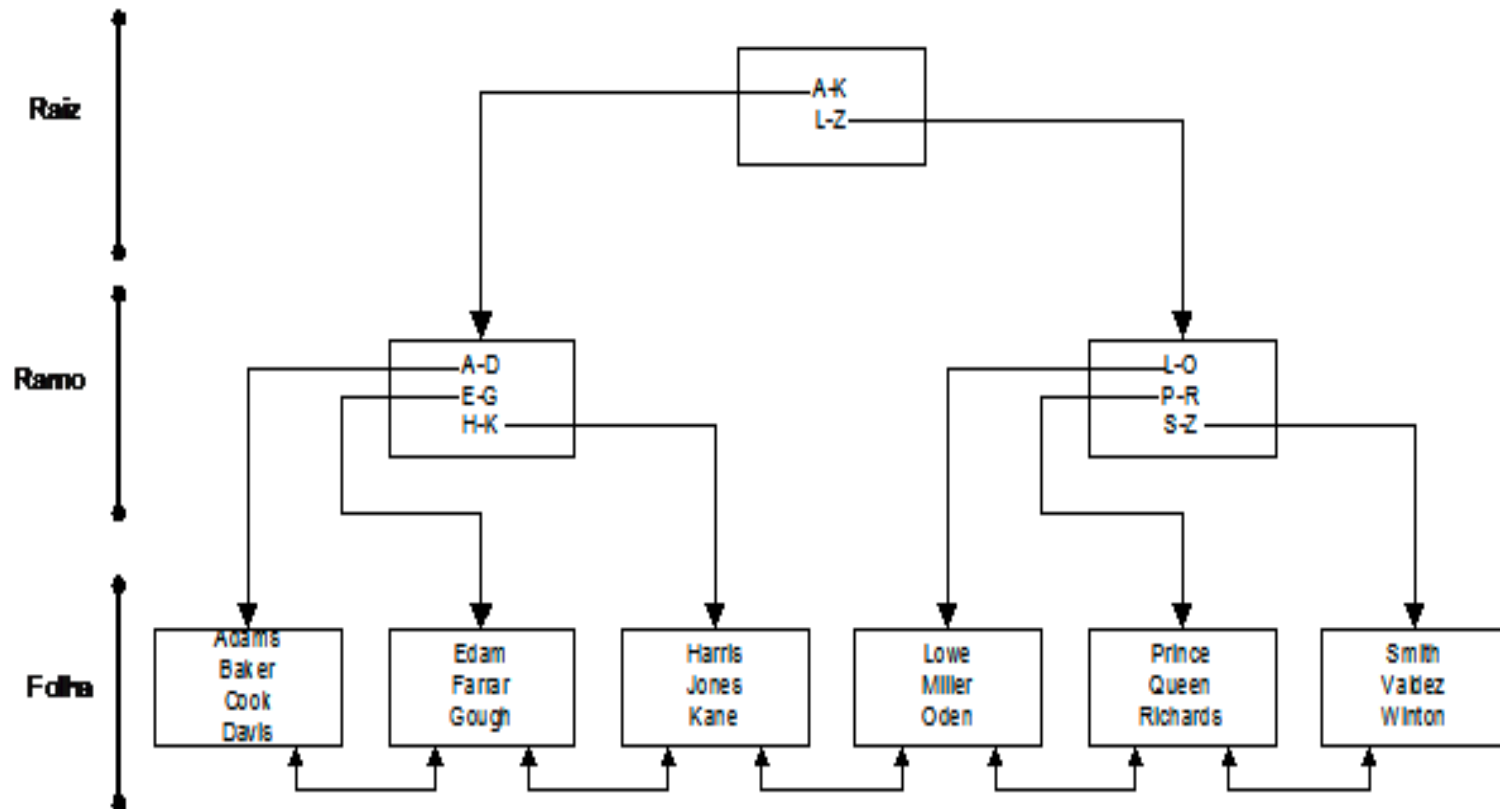 Raiz
A-K
L-Z
Ramo
A-D
E-G
H-K
L-O
P-R
S-Z
Folha
Adams
Baker
Cook
Davis
Edam
Farrar
Gough
Harris
Jones
Kane
Lowe
Miller
Oden
Prince
Queen
Richards
Smith
Valdez
Winton